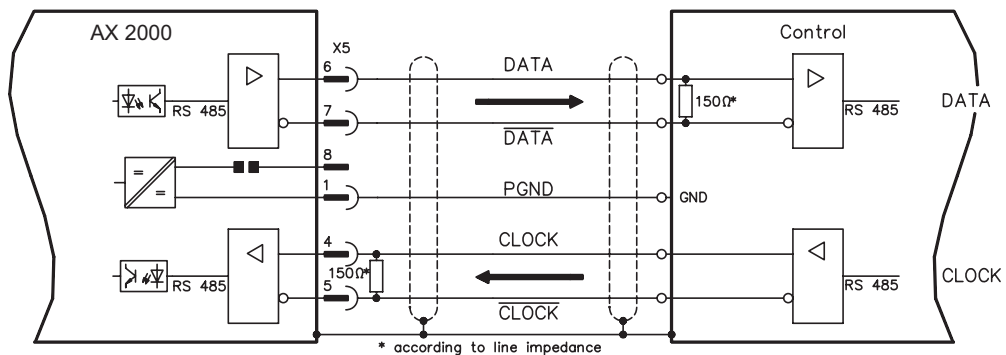 AX 2000
X5
Control
6
DATA
RS 485
150Ω*
RS 485
DATA
7
DATA
8
=
=
1
PGND
GND
4
CLOCK
RS 485
150Ω*
RS 485
CLOCK
5
CLOCK
* according to line impedance